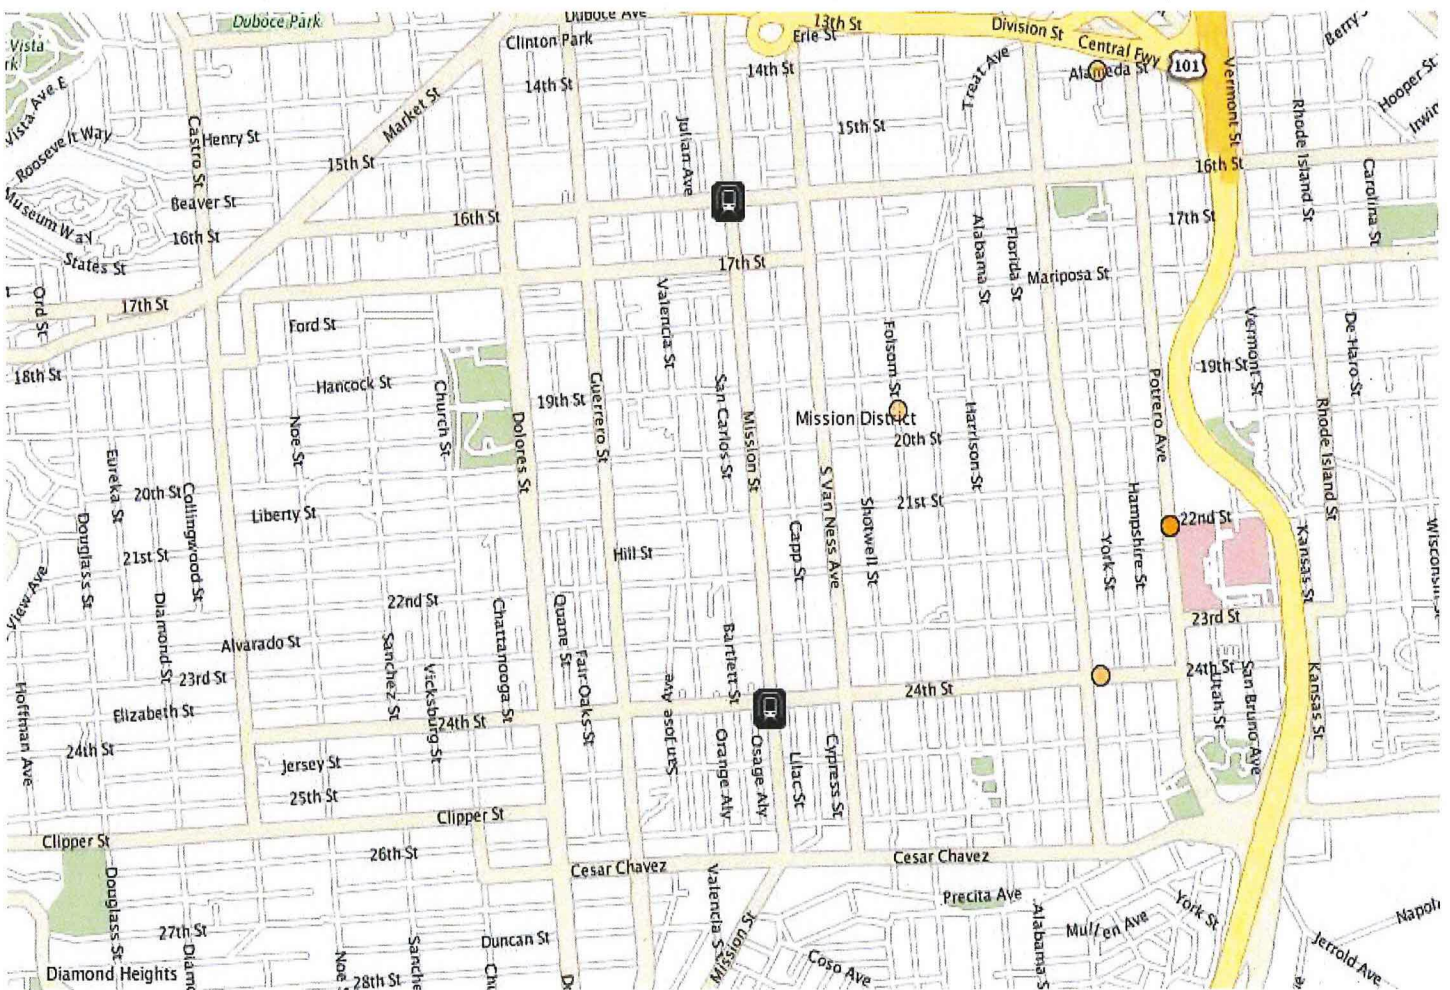 Duboce Park
Duboce Ave
13th St
Erie St
Division St
Central Fwy
101
Vista
Clinton Park
14th St
14th St
Treat Ave
Alameda St
Vermont St
Hooper St
Vista Ave E
Market St
Castro St
Henry St
Roosevelt Way
15th St
15th St
Julian Ave
Rhode Island St
16th St
Carolina St
Beaver St
Museum Way
16th St
16th St
17th St
States St
17th St
Alabama St
Florida St
Mariposa St
Ord St
17th St
Ford St
Valencia St
Folsom St
Vermont St
De Haro St
18th St
Hancock St
Church St
19th St
19th St
Guerrero St
San Carlos St
Mission St
Mission District
Potrero Ave
Noe St
Dolores St
20th St
Harrison St
Rhode Island St
Eureka St
20th St
Collingwood St
Liberty St
S Van Ness Ave
Shotwell St
21st St
Hampshire St
22nd St
Douglass St
21st St
Hill St
Capp St
York St
Kansas St
View Ave
Diamond St
22nd St
Chattanooga St
Quane St
23rd St
Alvarado St
Sanchez St
Vicksburg St
Fair Oaks St
Bartlett St
23rd St
24th St
Utah St
San Bruno Ave
Kansas St
Hoffman Ave
Elizabeth St
24th St
San Jose Ave
24th St
24th St
Jersey St
Orange Aly
Osage Aly
Lilac St
Cypress St
25th St
Clipper St
Clipper St
26th St
Cesar Chavez
Cesar Chavez
Douglass St
Valencia S
Precita Ave
York St
Mullen Ave
Alabama S
Napol
27th St
Duncan St
Mission St
Jerrold Ave
Diamond Heights
Diam
Noe
28th St
Sanche
Coso Ave